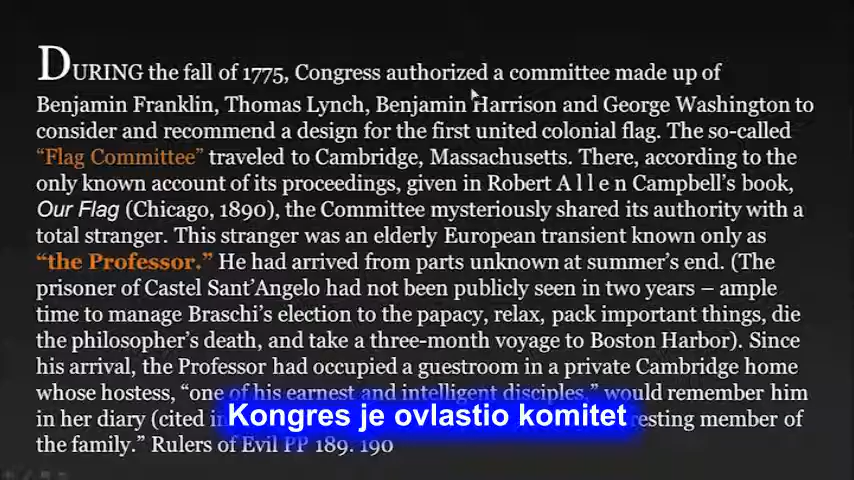 DURING the fall of 1775, Congress authorized a committee made up of
Benjamin Franklin, Thomas Lynch, Benjamin Harrison and George Washington to
consider and recommend a design for the first united colonial flag. The so-called
“Flag Committee” traveled to Cambridge, Massachusetts. There, according to the
only known account of its proceedings, given in Robert A l l e n Campbell’s book,
Our Flag (Chicago, 1890), the Committee mysteriously shared its authority with a
total stranger. This stranger was an elderly European transient known only as
“the Professor.” He had arrived from parts unknown at summer’s end. (The
prisoner of Castel Sant’Angelo had not been publicly seen in two years – ample
time to manage Braschi’s election to the papacy, relax, pack important things, die
the philosopher’s death, and take a three-month voyage to Boston Harbor). Since
his arrival, the Professor had occupied a guestroom in a private Cambridge home
whose hostess, “one of his earnest and intelligent disciples,” would remember him
in her diary (cited in resting member of
Kongres je ovlastio komitet
the family.” Rulers of Evil PP 189. 190